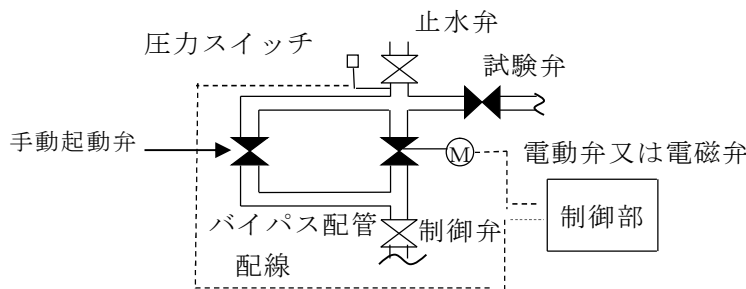 止水弁
圧力スイッチ
試験弁
手動起動弁
M
電動弁又は電磁弁
制御部
バイパス配管
制御弁
配線